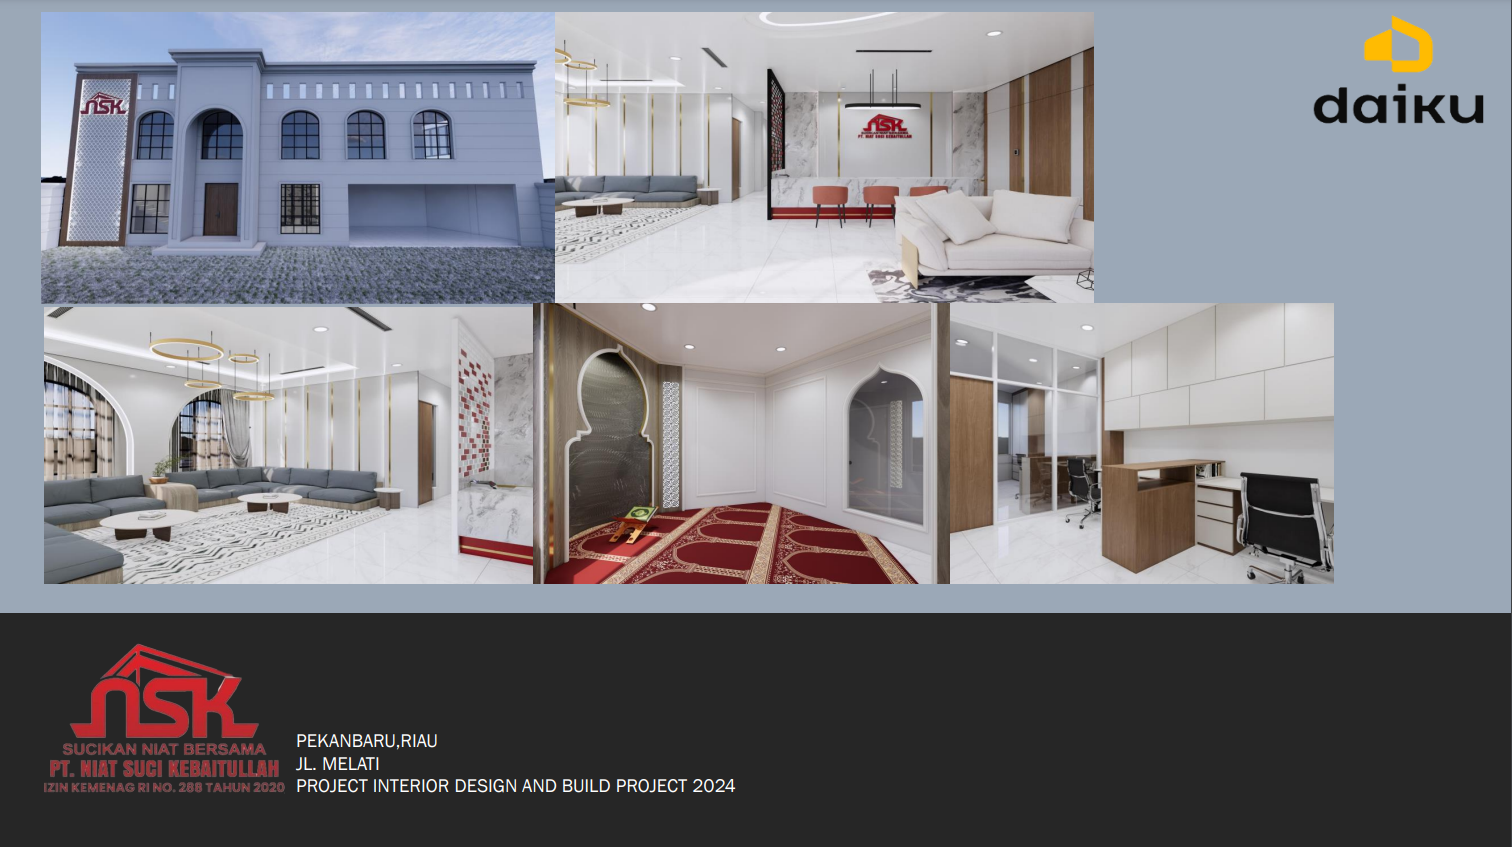 NSK
NSK
PT. NIAT SUCI KEBAITULLAH
daiku
NSK
SUCIKAN NIAT BERSAMA
PT. NIAT SUCI KEBAITULLAH
IZIN KEMENAG RI NO. 288 TAHUN 2020
PEKANBARU,RIAU
JL. MELATI
PROJECT INTERIOR DESIGN AND BUILD PROJECT 2024